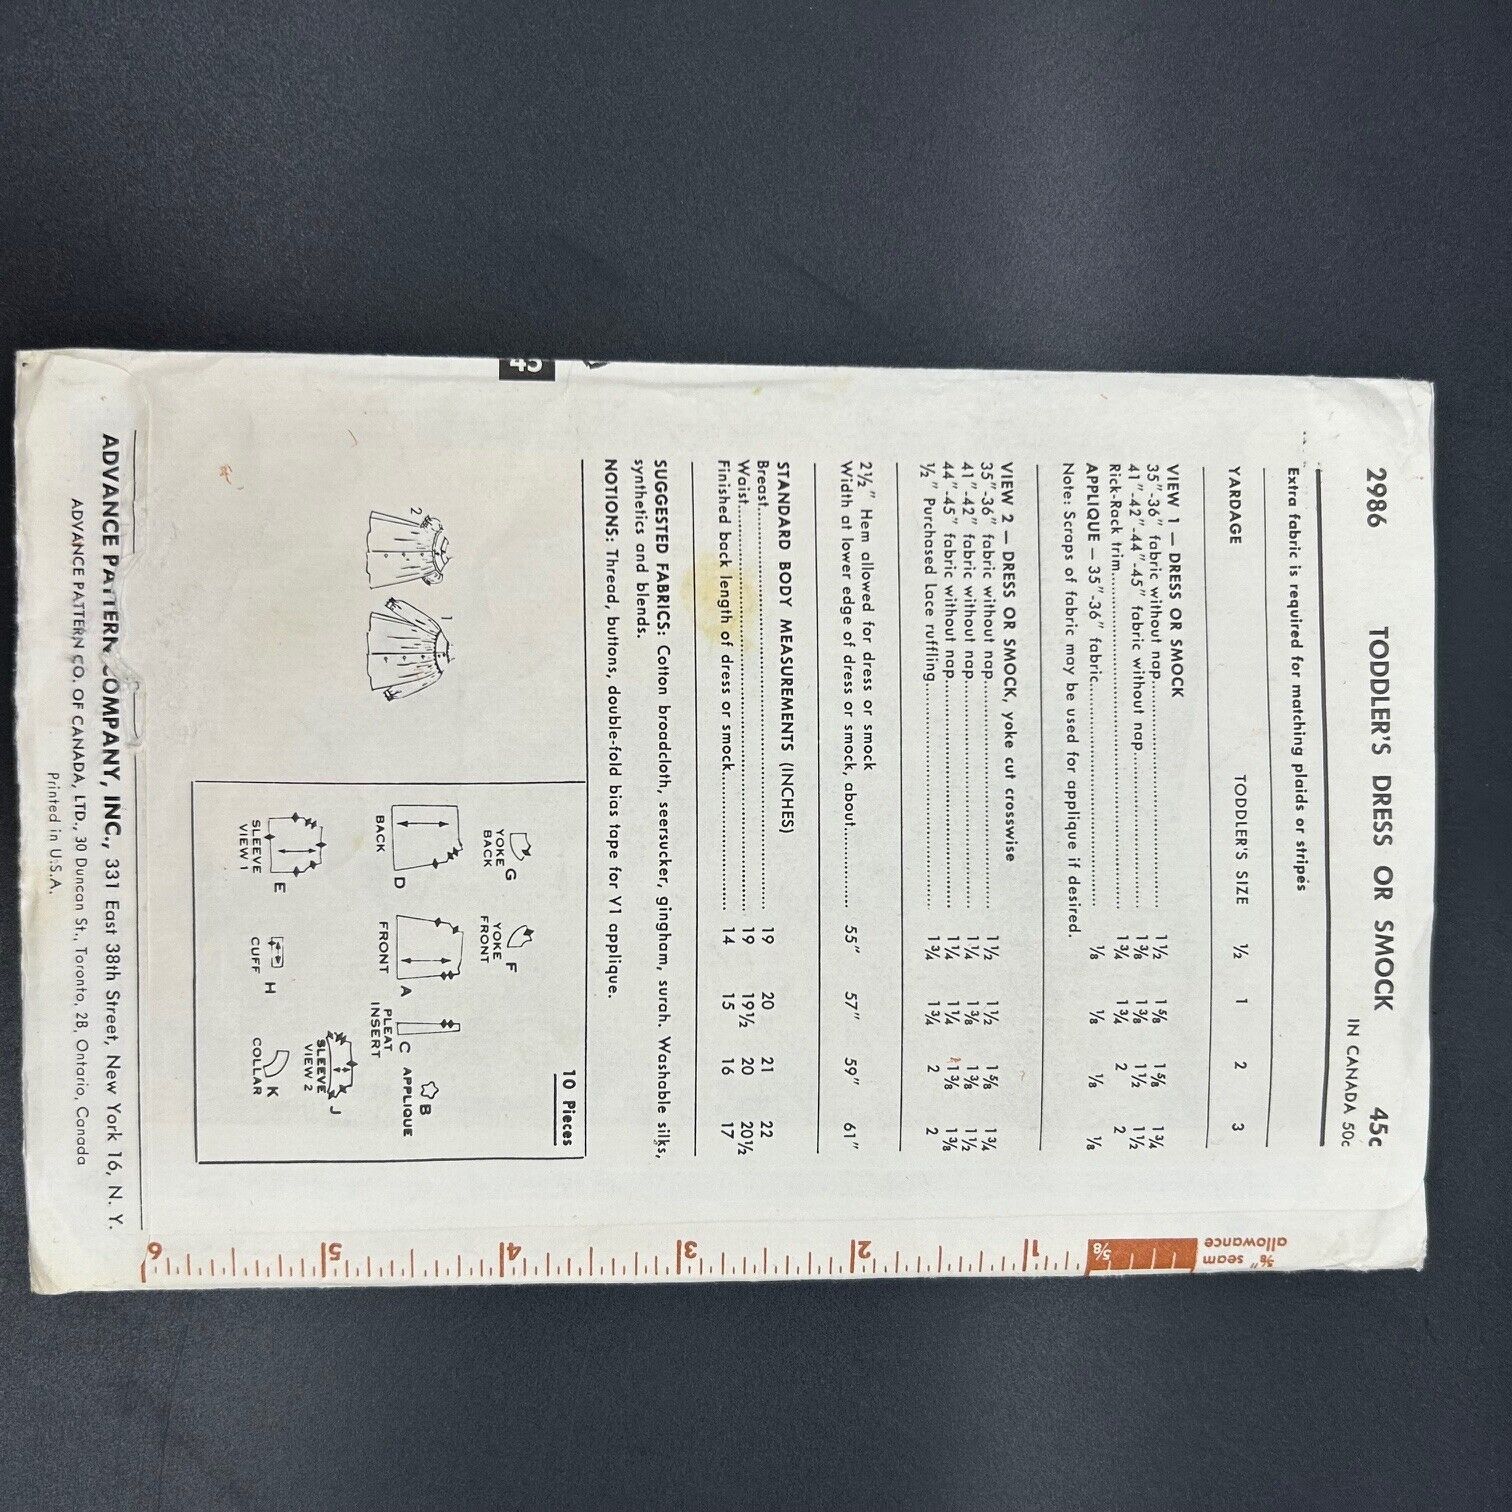 2986 TODDLER'S DRESS OR SMOCK 45c
IN CANADA 50c
Extra fabric is required for matching plaids or stripes
YARDAGE TODDLER'S SIZE ½ 1 2 3
VIEW 1 — DRESS OR SMOCK
35"-36" fabric without nap 1½ 1⅝ 1⅝ 1¾
41"-42"-44"-45" fabric without nap 1⅜ 1⅜ 1½ 1½
Rick-Rack trim 1¾ 1¾ 2 2
APPLIQUE — 35"-36" fabric ⅛ ⅛ ⅛ ⅛
Note: Scraps of fabric may be used for applique if desired.
VIEW 2 — DRESS OR SMOCK, yoke cut crosswise
35"-36" fabric without nap 1½ 1½ 1⅝ 1¾
41"-42" fabric without nap 1¼ 1⅜ 1⅜ 1½
44"-45" fabric without nap 1¼ 1¼ 1⅜ 1⅜
½" Purchased Lace ruffling 1¾ 1¾ 2 2
2½" Hem allowed for dress or smock
Width at lower edge of dress or smock, about 55" 57" 59" 61"
STANDARD BODY MEASUREMENTS (INCHES)
Breast 19 20 21 22
Waist 19 19½ 20 20½
Finished back length of dress or smock 14 15 16 17
SUGGESTED FABRICS: Cotton broadcloth, seersucker, gingham, surah. Washable silks,
synthetics and blends.
NOTIONS: Thread, buttons, double-fold bias tape for V1 applique.
10 Pieces
G
YOKE
BACK
F
YOKE
FRONT
B
APPLIQUE
D
BACK
A
FRONT
C
PLEAT
INSERT
J
SLEEVE
VIEW 2
E
SLEEVE
VIEW 1
H
CUFF
K
COLLAR
2
1
ADVANCE PATTERN COMPANY, INC., 331 East 38th Street, New York 16, N. Y.
ADVANCE PATTERN CO. OF CANADA, LTD., 30 Duncan St., Toronto, 2B, Ontario, Canada
Printed in U.S.A.
⅝" seam
allowance
5/8
1
2
3
4
5
6
45